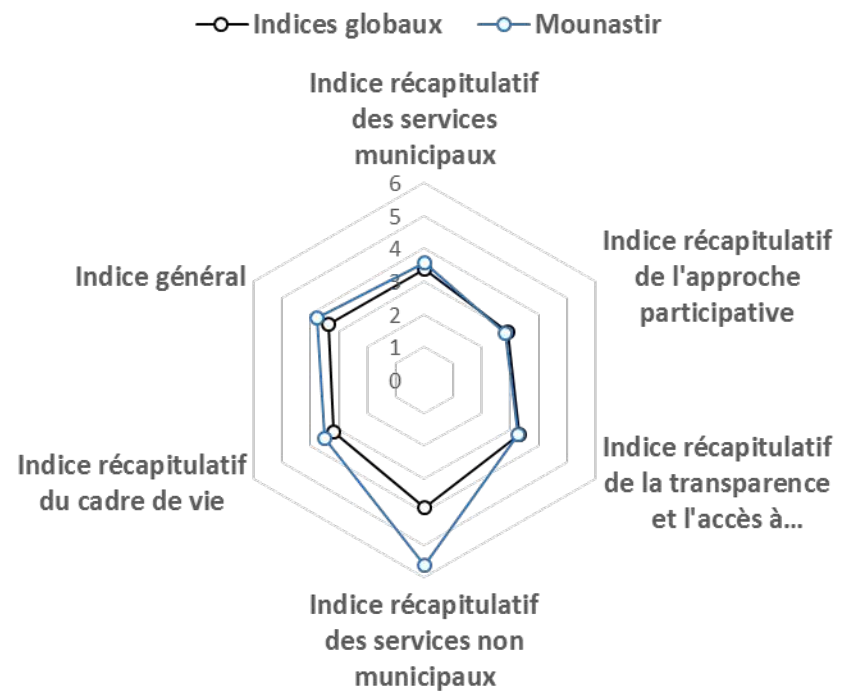 Indices globaux Mounastir
Indice récapitulatif
des services
municipaux
6
5
4
3
2
1
0
Indice récapitulatif
de l'approche
participative
Indice récapitulatif
de la transparence
et l'accès à...
Indice récapitulatif
des services non
municipaux
Indice récapitulatif
du cadre de vie
Indice général